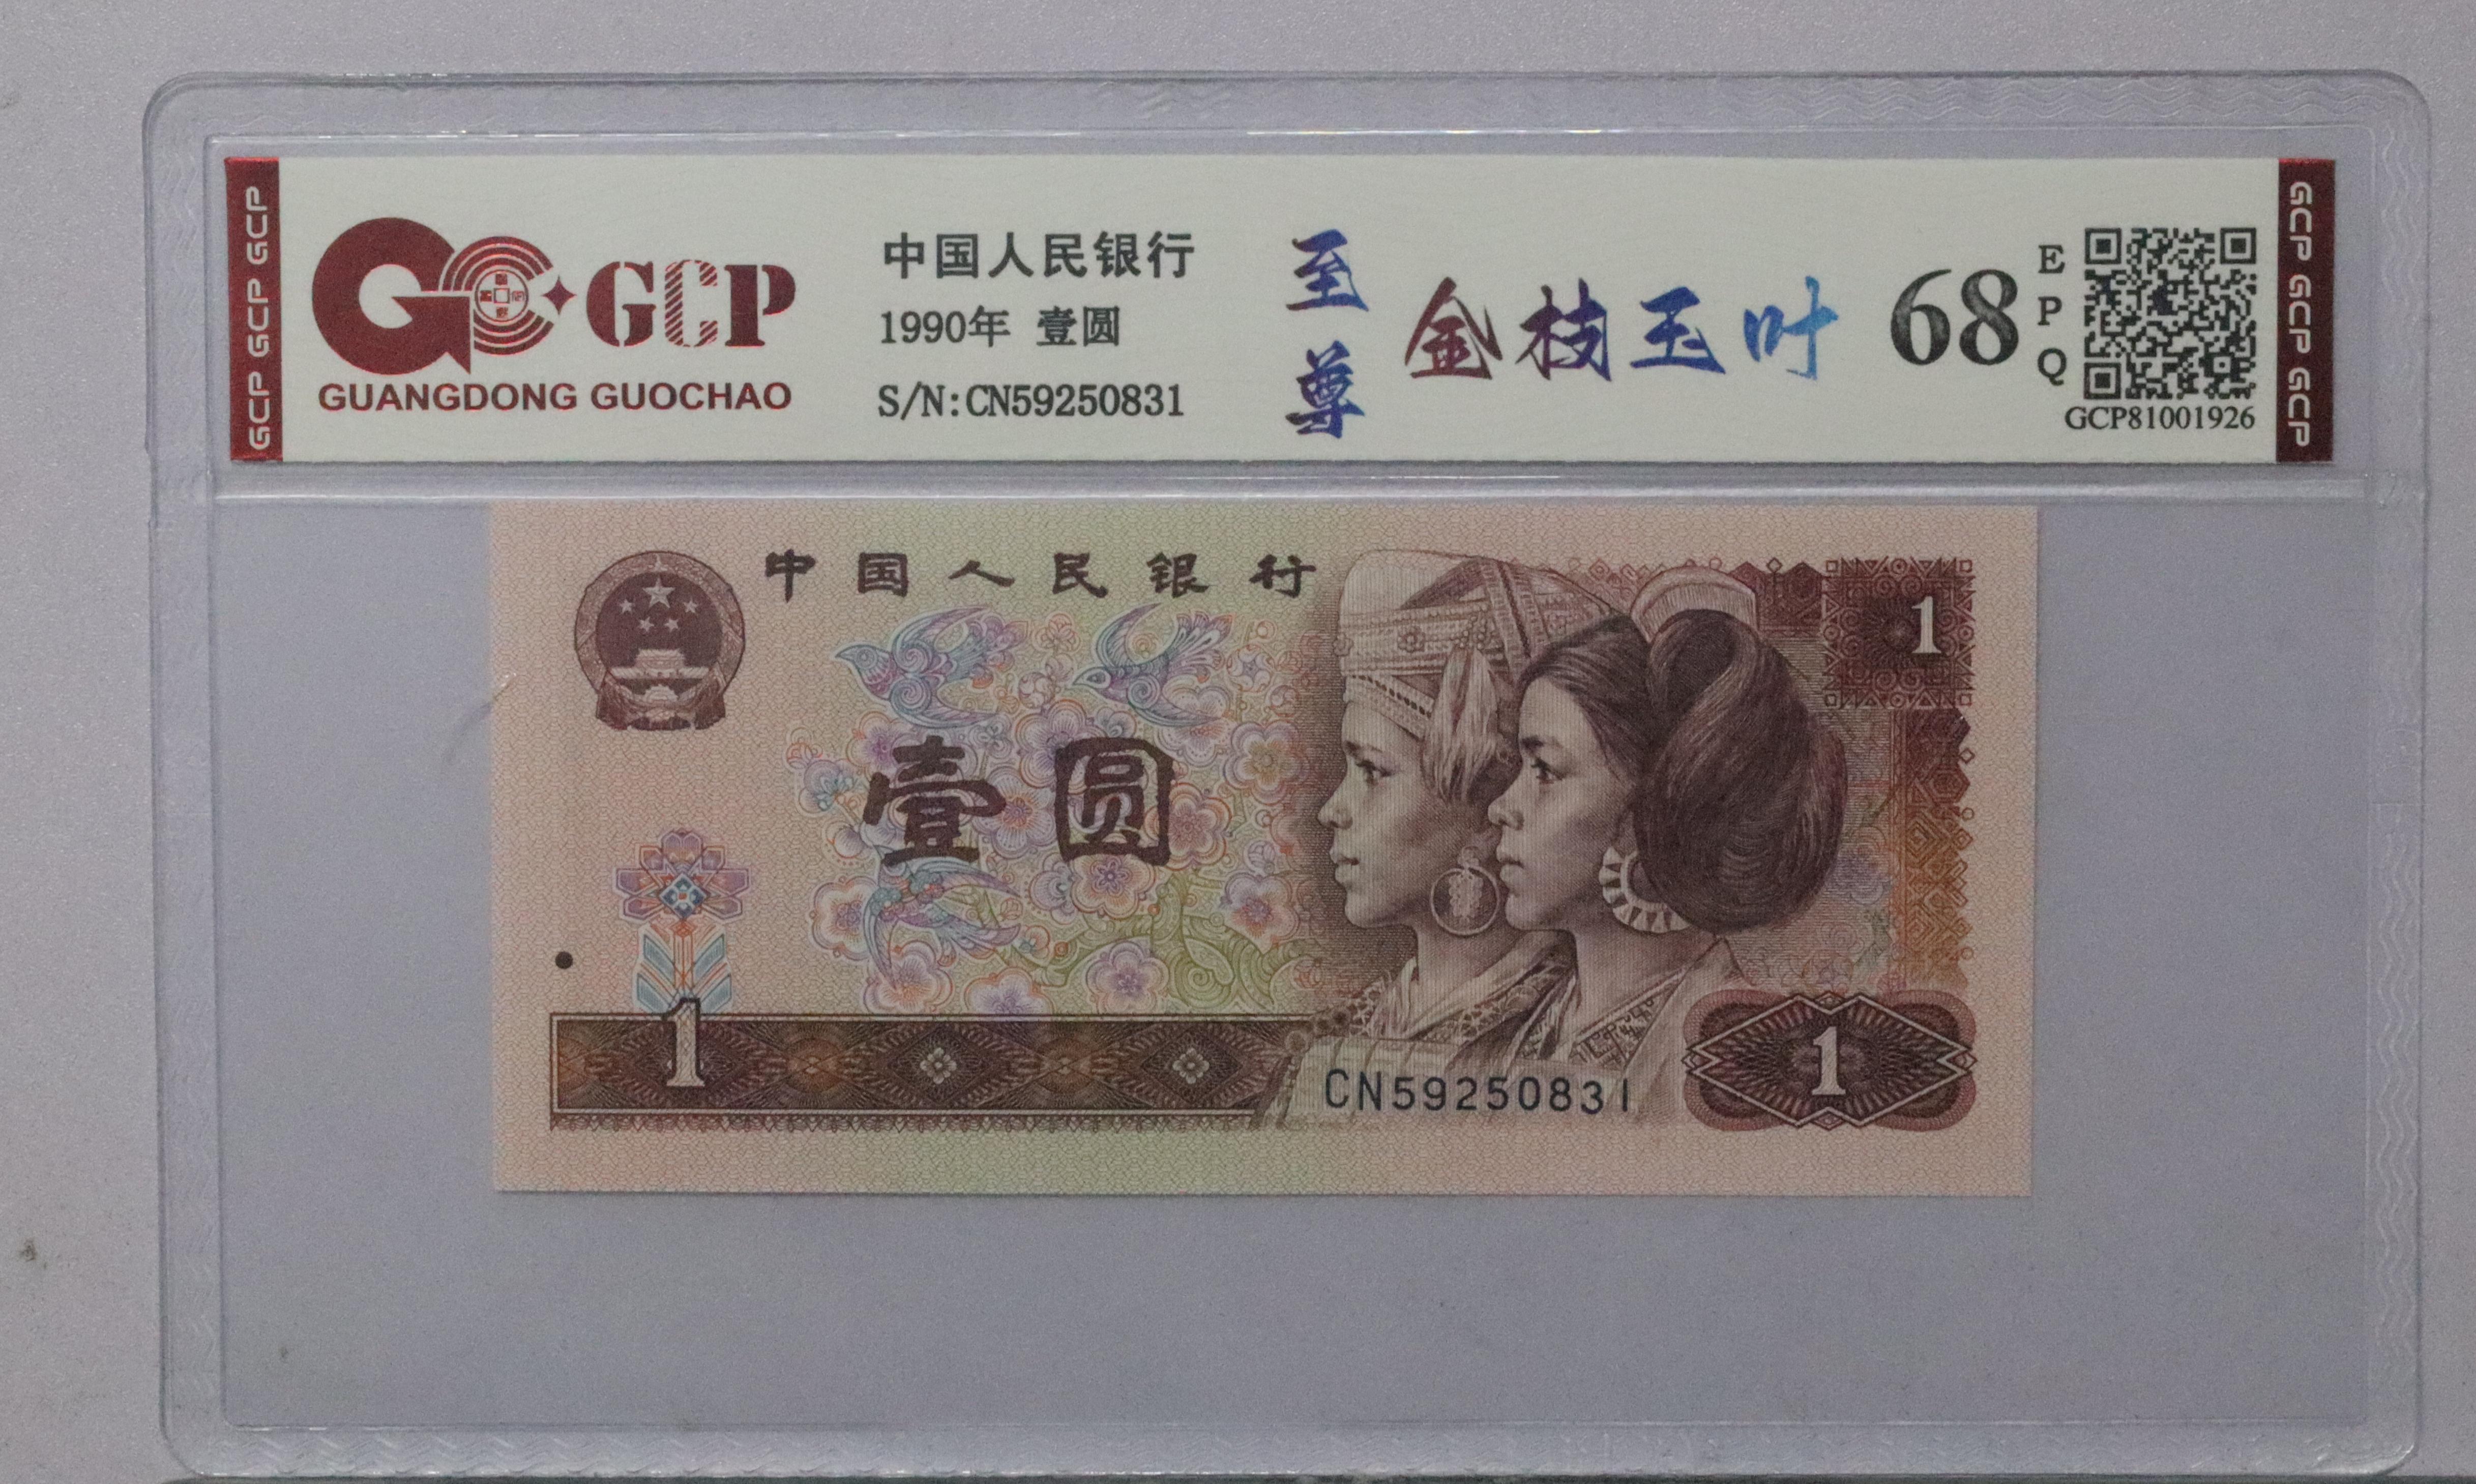 GCP GCP GCP
GCP
GUANGDONG GUOCHAO
中国人民银行
1990年 壹圆
S/N:CN59250831
至尊
金枝玉叶
68
EPQ
GCP81001926
GCP GCP GCP GCP
中国人民银行
1
壹圆
1
CN59250831
1